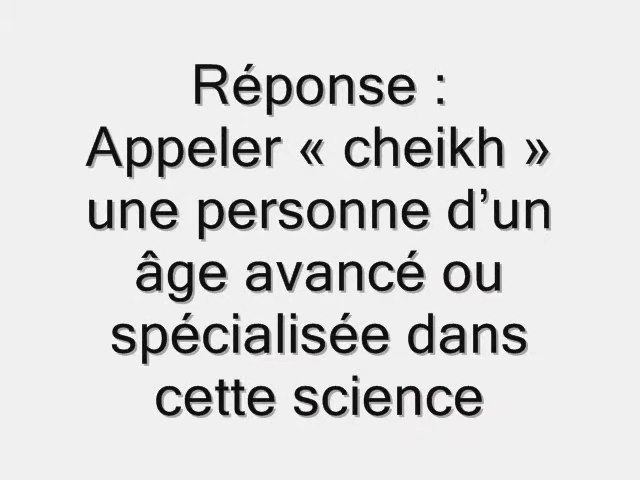 Réponse :
Appeler « cheikh »
une personne d’un
âge avancé ou
spécialisée dans
cette science